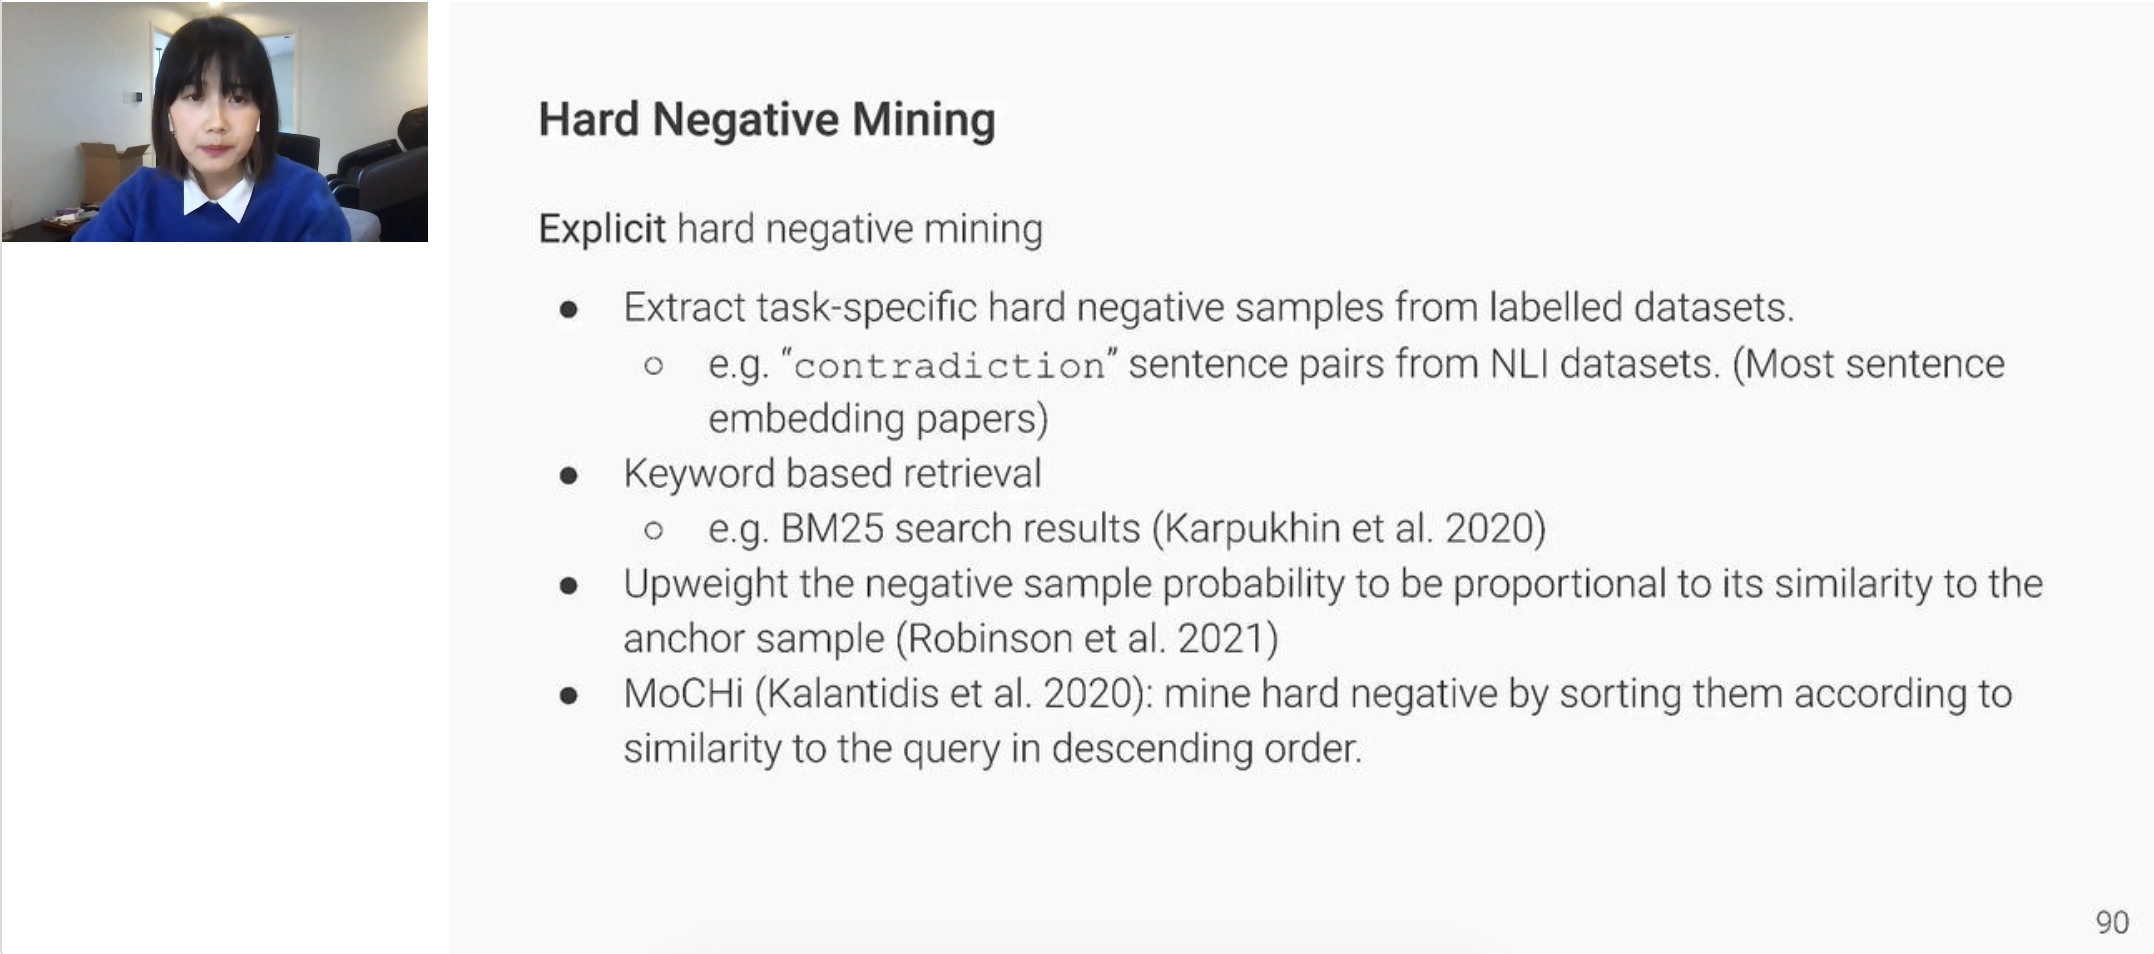 Hard Negative Mining
Explicit hard negative mining
● Extract task-specific hard negative samples from labelled datasets.
○ e.g. “contradiction” sentence pairs from NLI datasets. (Most sentence
embedding papers)
● Keyword based retrieval
○ e.g. BM25 search results (Karpukhin et al. 2020)
● Upweight the negative sample probability to be proportional to its similarity to the
anchor sample (Robinson et al. 2021)
● MoCHi (Kalantidis et al. 2020): mine hard negative by sorting them according to
similarity to the query in descending order.
90